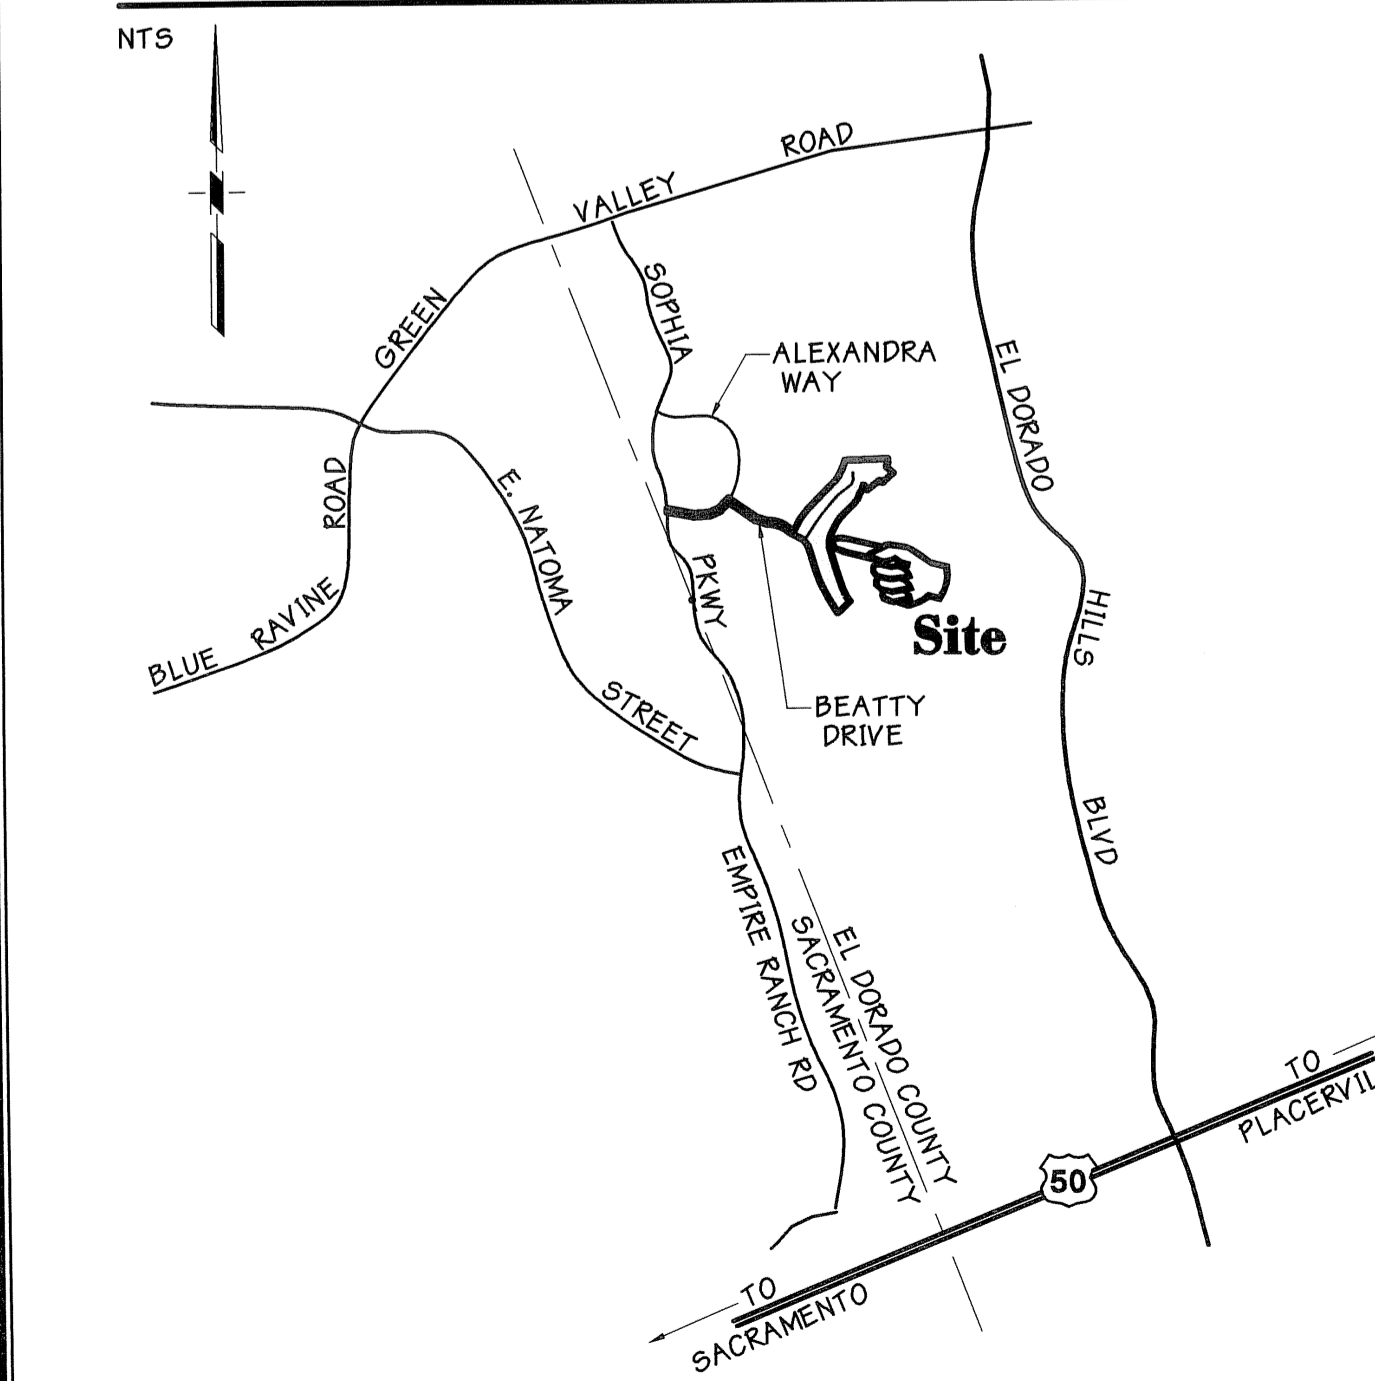 NTS
GREEN
VALLEY
ROAD
SOPHIA
PKWY
ALEXANDRA
WAY
EL DORADO
HILLS
BLVD
E. NATOMA
STREET
BLUE
RAVINE
ROAD
Site
BEATTY
DRIVE
EMPIRE RANCH RD
EL DORADO COUNTY
SACRAMENTO COUNTY
50
TO
PLACERVIL
TO
SACRAMENTO